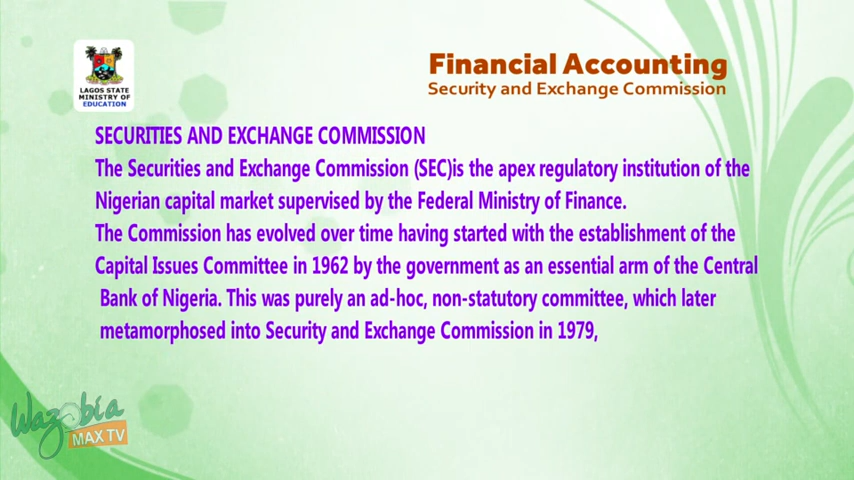 LAGOS STATE
MINISTRY OF
EDUCATION
Financial Accounting
Security and Exchange Commission
SECURITIES AND EXCHANGE COMMISSION
The Securities and Exchange Commission (SEC)is the apex regulatory institution of the
Nigerian capital market supervised by the Federal Ministry of Finance.
The Commission has evolved over time having started with the establishment of the
Capital Issues Committee in 1962 by the government as an essential arm of the Central
Bank of Nigeria. This was purely an ad-hoc, non-statutory committee, which later
metamorphosed into Security and Exchange Commission in 1979,
Wazobia
MAX TV